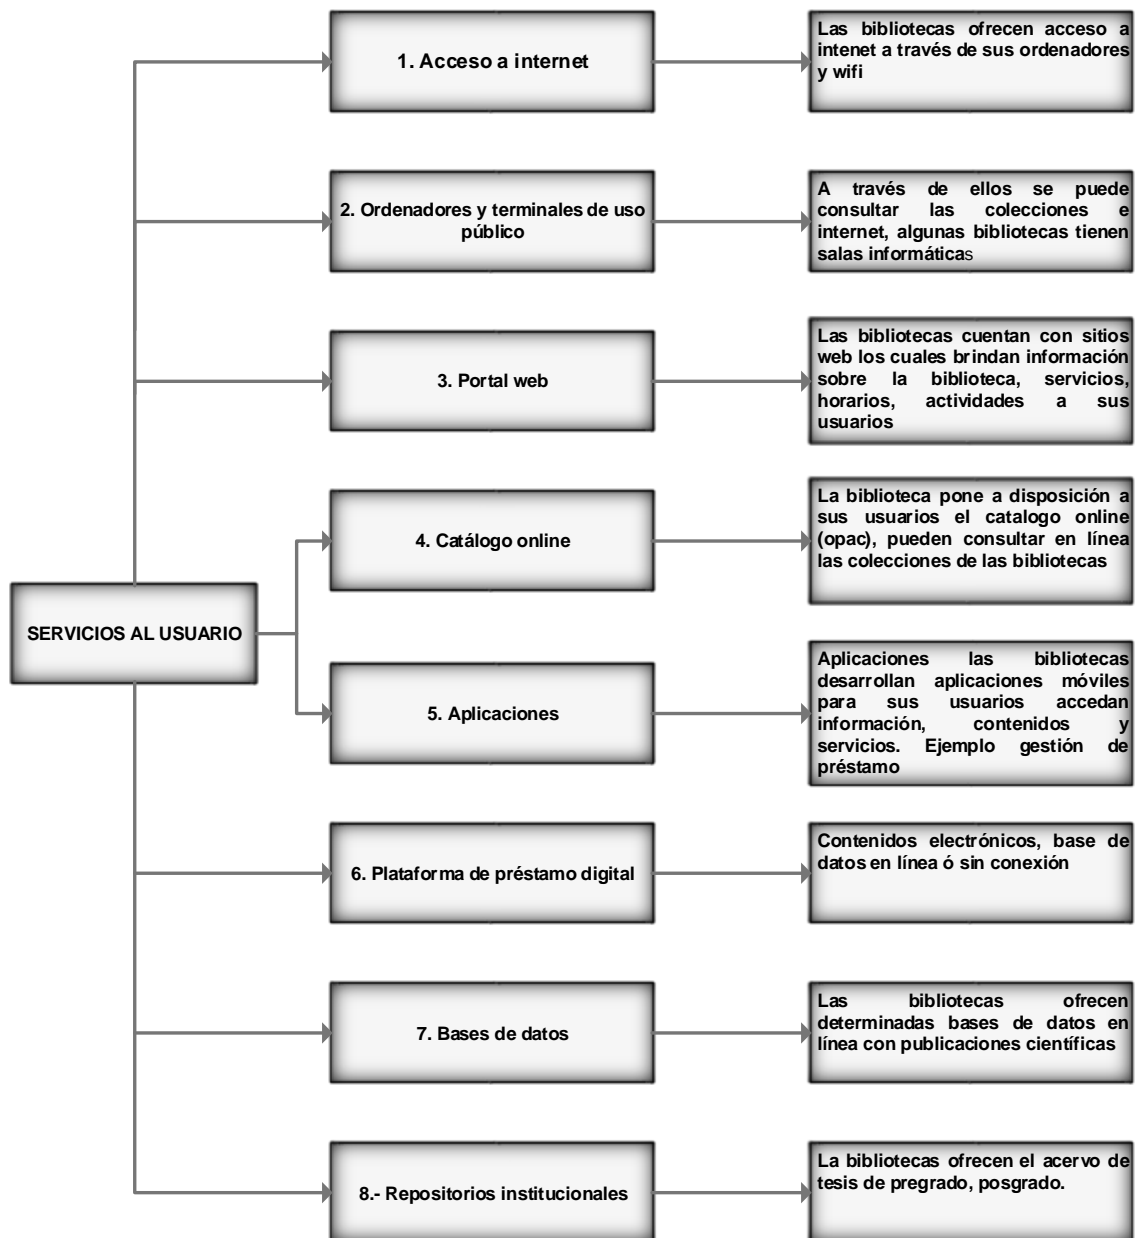 1. Acceso a internet
Las bibliotecas ofrecen acceso a
intenet a través de sus ordenadores
y wifi
2. Ordenadores y terminales de uso
público
A través de ellos se puede
consultar las colecciones e
internet, algunas bibliotecas tienen
salas informáticas
3. Portal web
Las bibliotecas cuentan con sitios
web los cuales brindan información
sobre la biblioteca, servicios,
horarios, actividades a sus
usuarios
4. Catálogo online
La biblioteca pone a disposición a
sus usuarios el catalogo online
(opac), pueden consultar en línea
las colecciones de las bibliotecas
SERVICIOS AL USUARIO
5. Aplicaciones
Aplicaciones las bibliotecas
desarrollan aplicaciones móviles
para sus usuarios accedan
información, contenidos y
servicios. Ejemplo gestión de
préstamo
6. Plataforma de préstamo digital
Contenidos electrónicos, base de
datos en línea ó sin conexión
7. Bases de datos
Las bibliotecas ofrecen
determinadas bases de datos en
línea con publicaciones científicas
8.- Repositorios institucionales
La bibliotecas ofrecen el acervo de
tesis de pregrado, posgrado.